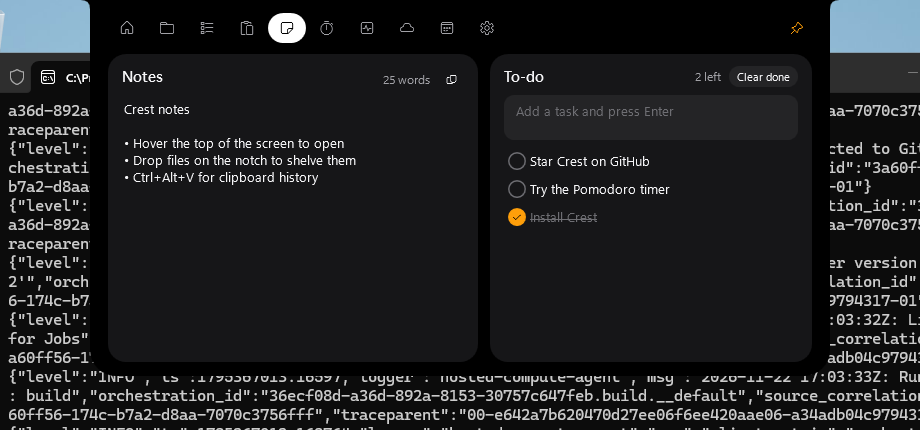 C:\P
Notes
25 words
Crest notes
• Hover the top of the screen to open
• Drop files on the notch to shelve them
• Ctrl+Alt+V for clipboard history
To-do
2 left
Clear done
Add a task and press Enter
Star Crest on GitHub
Try the Pomodoro timer
Install Crest
a36d-892a
aa-7070c375
raceparen
{"level":
cted to Git
chestrati
id":"3a60f
b7a2-d8aa
-01"}
{"level":
tion_id":"
a36d-892a
aa-7070c375
raceparen
{"level":
er version
2'","orch
lation_id"
6-174c-b7
9794317-01"
{"level":
:03:32Z: Li
for Jobs"
_correlatio
a60ff56-1
adb04c97943
: build","orchestration_id":"36ecf08d-a36d-892a-8153-30757c647feb.build.__default","source_correlation
60ff56-174c-b7a2-d8aa-7070c3756fff","traceparent":"00-e642a7b620470d27ee06f6ee420aae06-a34adb04c979431